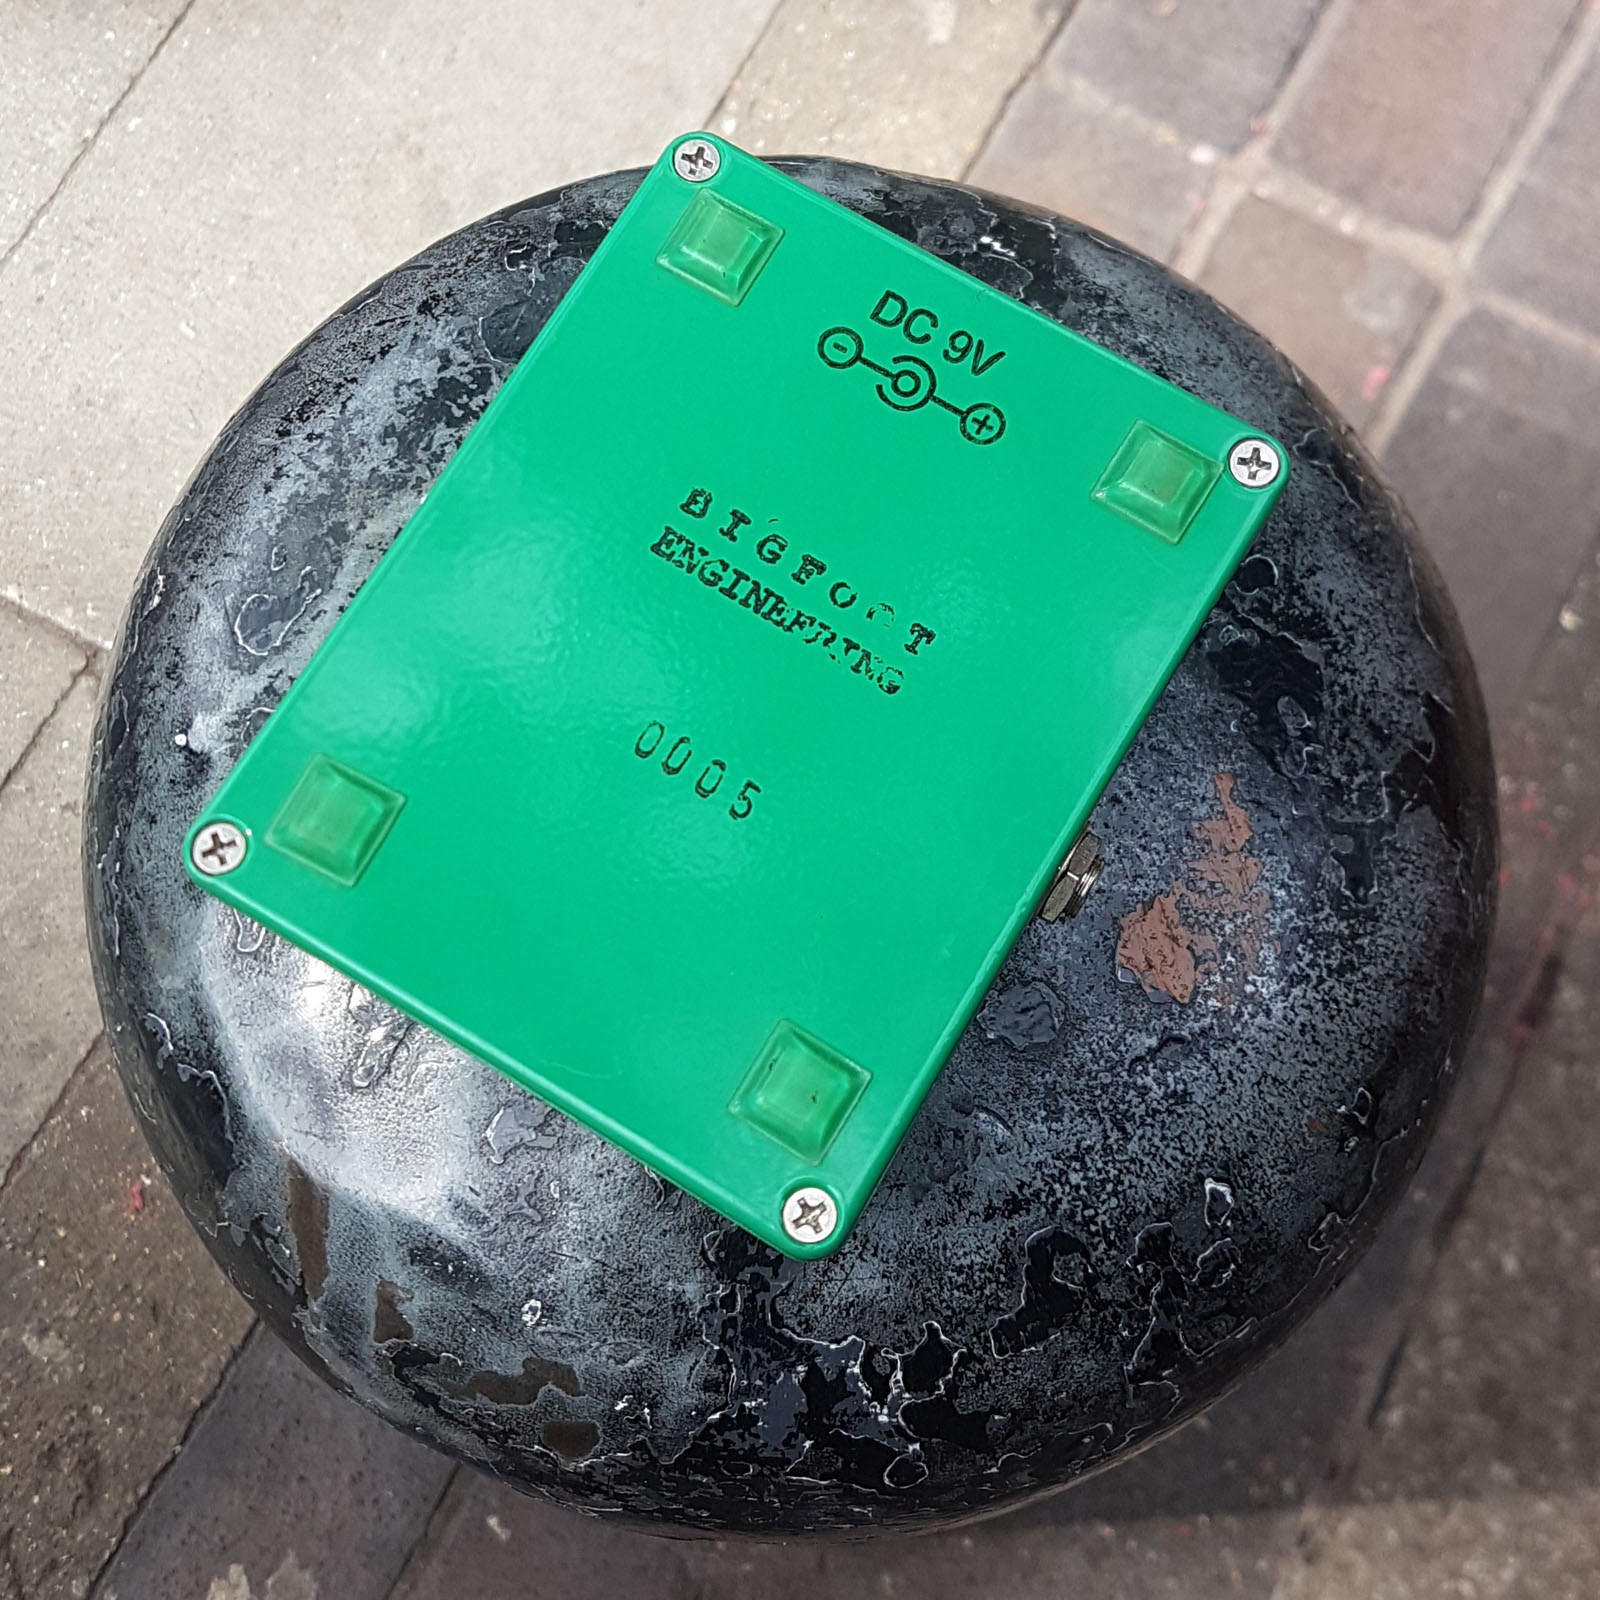 DC 9V
- +
BIGFOOT
ENGINEERING
0005